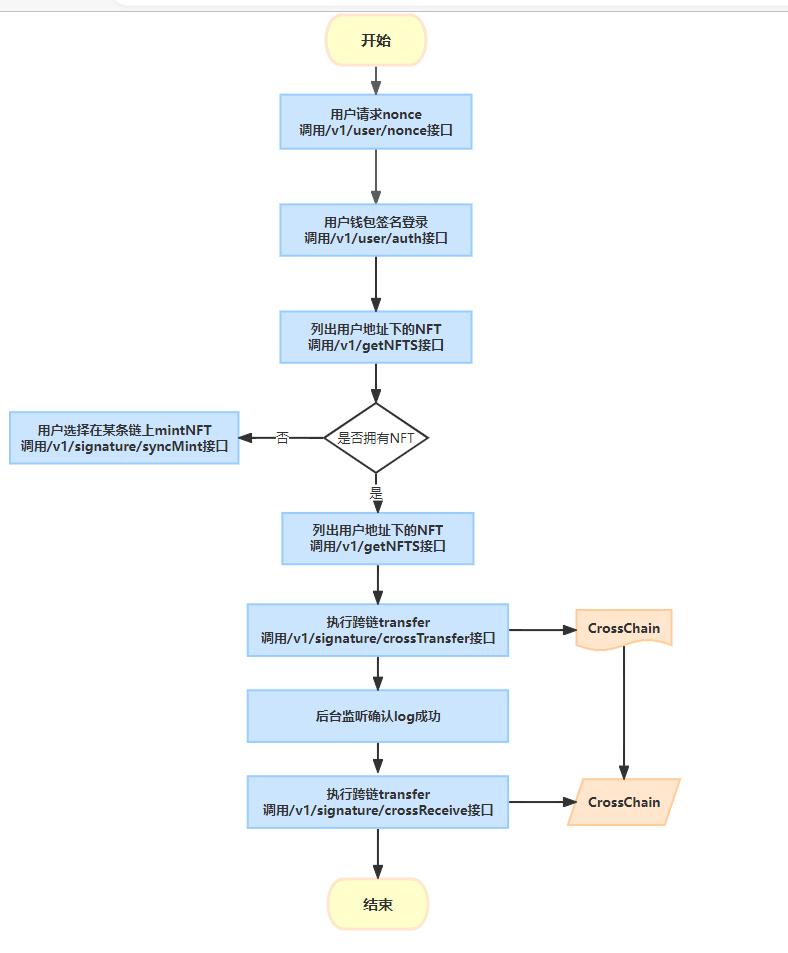 开始
用户请求nonce
调用/v1/user/nonce接口
用户钱包签名登录
调用/v1/user/auth接口
列出用户地址下的NFT
调用/v1/getNFTS接口
用户选择在某条链上mintNFT
调用/v1/signature/syncMint接口
否
是否拥有NFT
是
列出用户地址下的NFT
调用/v1/getNFTS接口
执行跨链transfer
调用/v1/signature/crossTransfer接口
CrossChain
后台监听确认log成功
执行跨链transfer
调用/v1/signature/crossReceive接口
CrossChain
结束